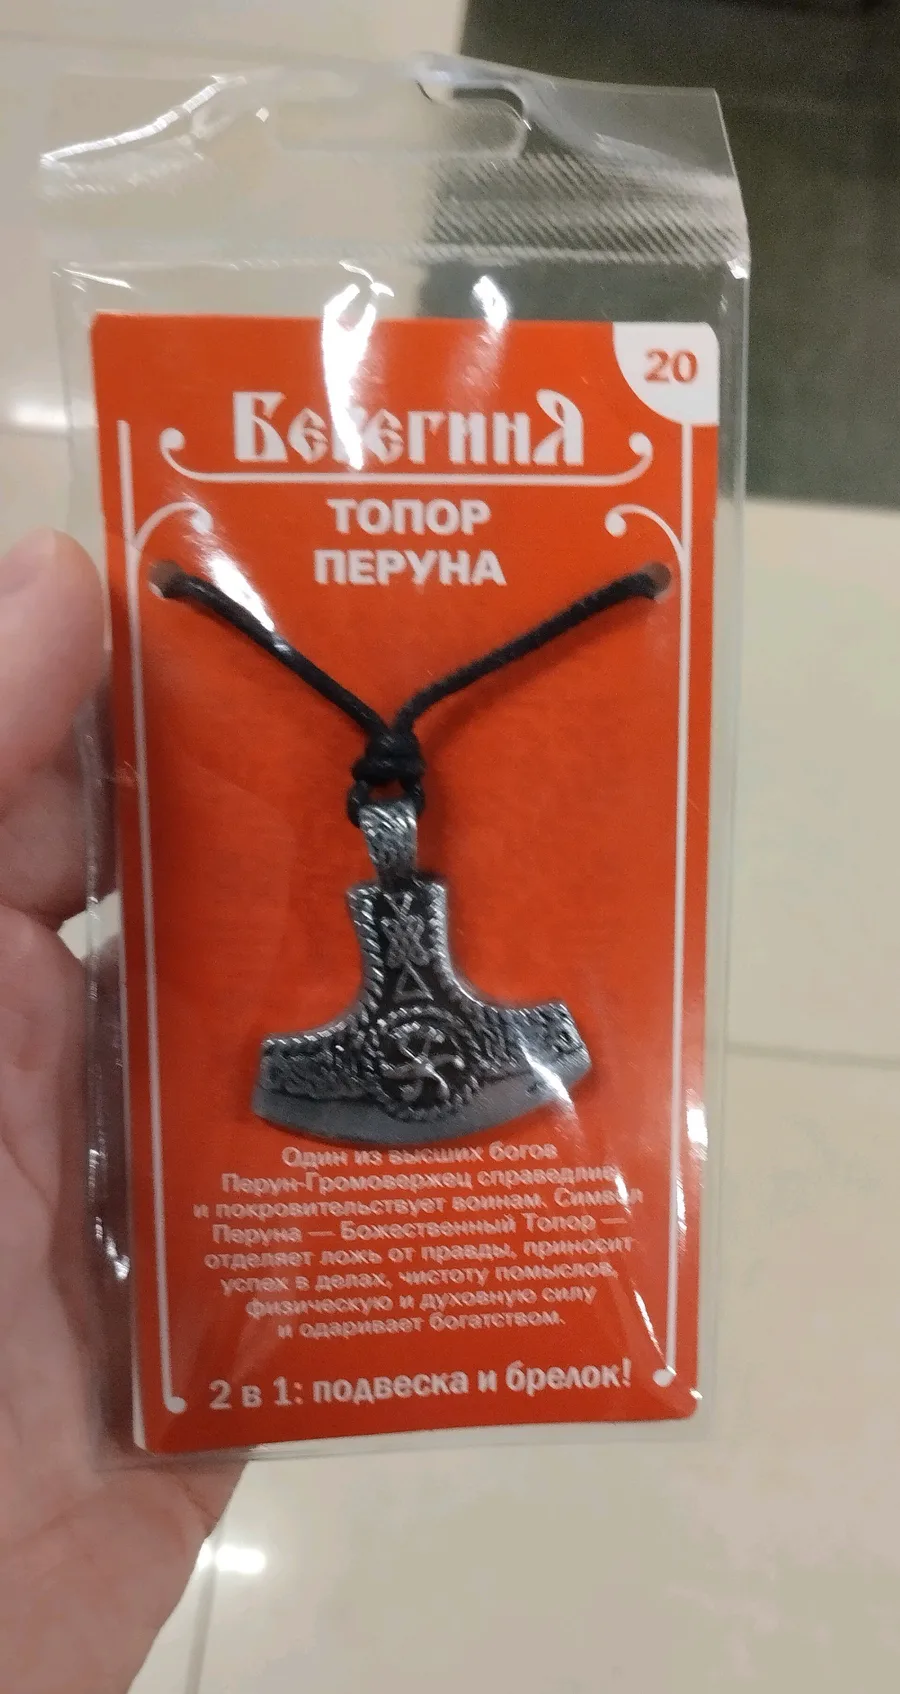 20
БерегинЯ
ТОПОР
ПЕРУНА
Один из высших богов
Перун-Громовержец справедлив
и покровительствует воинам. Символ
Перуна — Божественный Топор —
отделяет ложь от правды, приносит
успех в делах, чистоту помыслов,
физическую и духовную силу
и одаривает богатством.
2 в 1: подвеска и брелок!